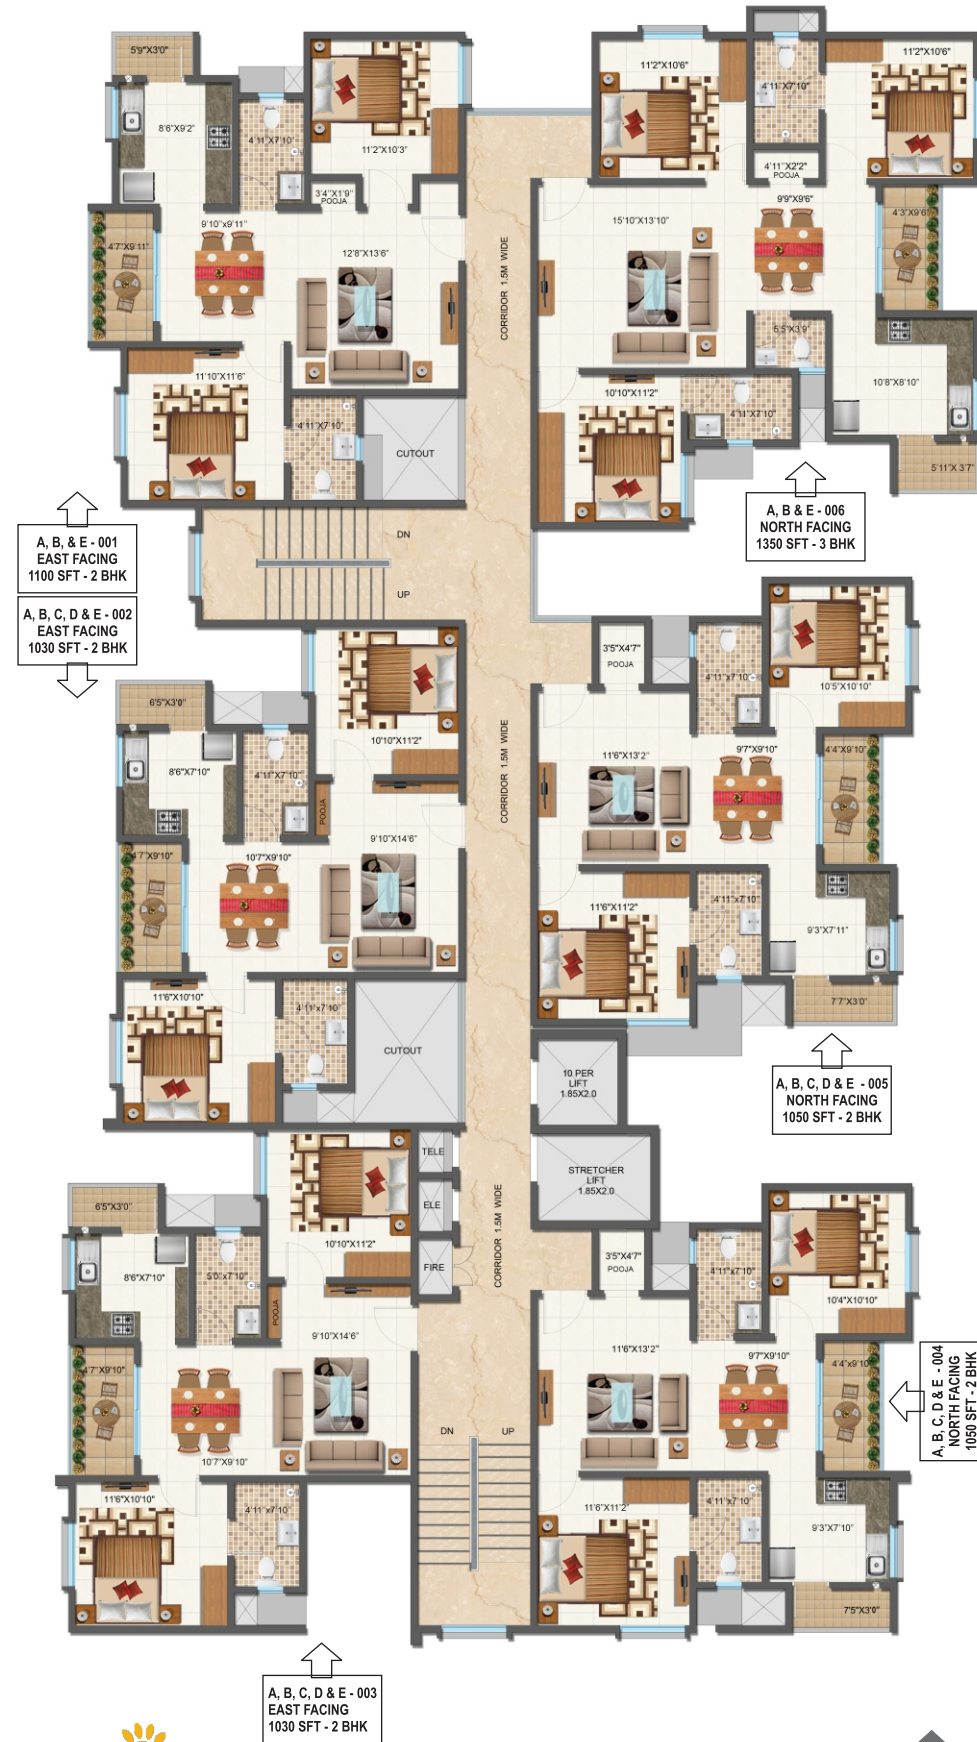 5'9"X3'0"
8'6"X9'2"
4'11"X7'10"
11'2"X10'3"
3'4"X1'9"
POOJA
9'10"x9'11"
4'7"X9'11"
12'8"X13'6"
11'10"X11'6"
4'11"X7'10"
CUTOUT
CORRIDOR 1.5M WIDE
11'2"X10'6"
4'11"X7'10"
11'2"X10'6"
4'11"X2'2"
POOJA
9'9"X9'6"
4'3"X9'6"
15'10"X13'10"
5'5"X3'9"
10'8"X8'10"
10'10"X11'2"
4'11"X7'10"
5'11"X 3'7"
DN
UP
A, B, & E - 001
EAST FACING
1100 SFT - 2 BHK
A, B, C, D & E - 002
EAST FACING
1030 SFT - 2 BHK
A, B & E - 006
NORTH FACING
1350 SFT - 3 BHK
10'10"X11'2"
6'5"X3'0"
8'6"X7'10"
4'11"X7'10"
POOJA
9'10"X14'6"
10'7"X9'10"
4'7"X9'10"
11'6"X10'10"
4'11"x7'10"
CUTOUT
CORRIDOR 1.5M WIDE
3'5"X4'7"
POOJA
4'11"x7'10"
10'5"X10'10"
11'6"X13'2"
9'7"X9'10"
4'4"X9'10"
11'6"X11'2"
4'11"x7'10"
9'3"X7'11"
7'7"X3'0"
A, B, C, D & E - 005
NORTH FACING
1050 SFT - 2 BHK
10 PER
LIFT
1.85X2.0
STRETCHER
LIFT
1.85X2.0
TELE
ELE
FIRE
CORRIDOR 1.5M WIDE
10'10"X11'2"
6'5"X3'0"
8'6"X7'10"
5'0"x7'10"
POOJA
9'10"X14'6"
4'7"X9'10"
10'7"X9'10"
11'6"X10'10"
4'11"x7'10"
DN
UP
3'5"X4'7"
POOJA
4'11"x7'10"
10'4"X10'10"
11'6"X13'2"
9'7"X9'10"
4'4"x9'10"
11'6"X11'2"
4'11"x7'10"
9'3"X7'10"
7'5"X3'0"
A, B, C, D & E - 004
NORTH FACING
1050 SFT - 2 BHK
A, B, C, D & E - 003
EAST FACING
1030 SFT - 2 BHK